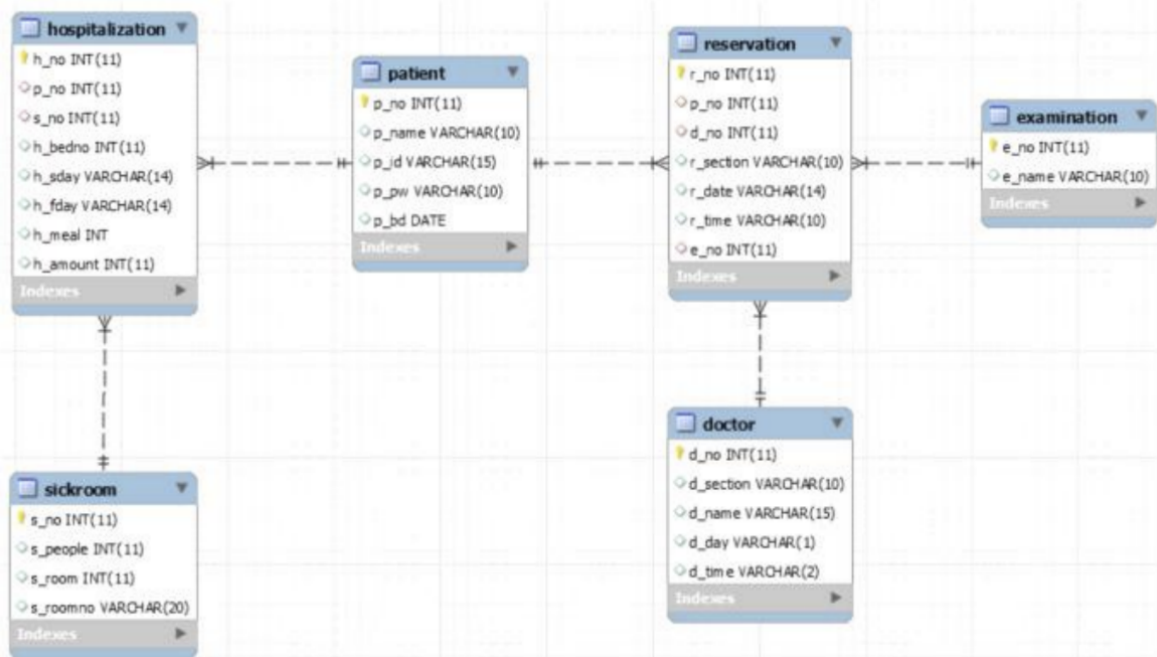 hospitalization
h_no INT(11)
p_no INT(11)
s_no INT(11)
h_bedno INT(11)
h_sday VARCHAR(14)
h_fday VARCHAR(14)
h_meal INT
h_amount INT(11)
Indexes
patient
p_no INT(11)
p_name VARCHAR(10)
p_id VARCHAR(15)
p_pw VARCHAR(10)
p_bd DATE
Indexes
reservation
r_no INT(11)
p_no INT(11)
d_no INT(11)
r_section VARCHAR(10)
r_date VARCHAR(14)
r_time VARCHAR(10)
e_no INT(11)
Indexes
examination
e_no INT(11)
e_name VARCHAR(10)
Indexes
sickroom
s_no INT(11)
s_people INT(11)
s_room INT(11)
s_roomno VARCHAR(20)
Indexes
doctor
d_no INT(11)
d_section VARCHAR(10)
d_name VARCHAR(15)
d_day VARCHAR(1)
d_time VARCHAR(2)
Indexes